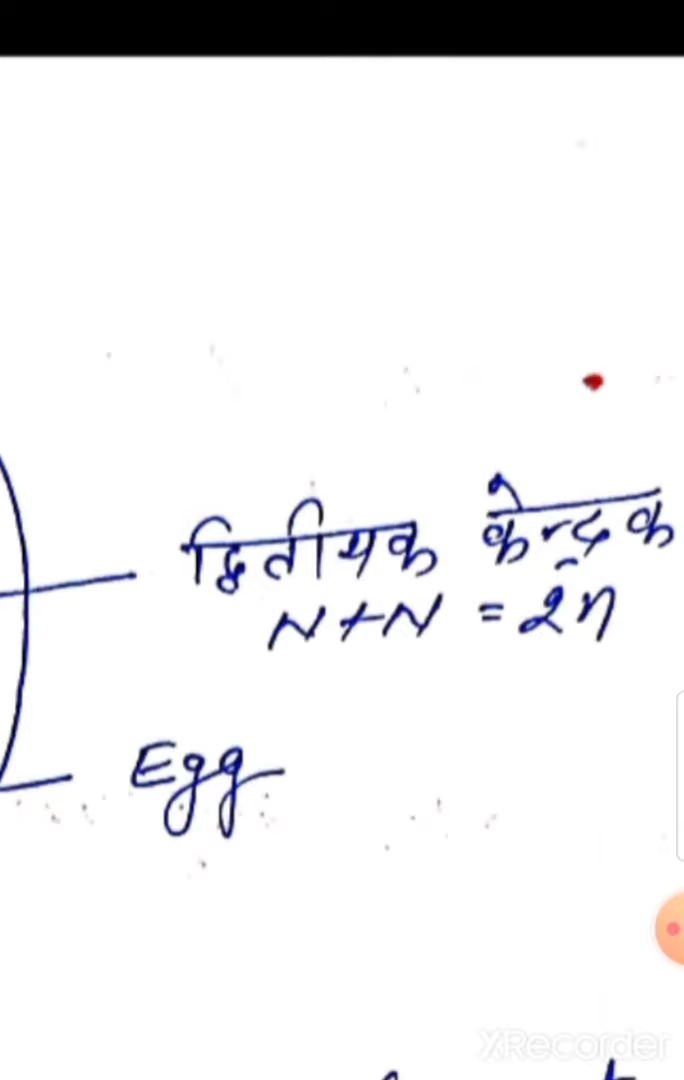 द्वितीयक केन्द्रक
N+N = 2n
Egg
XRecorder